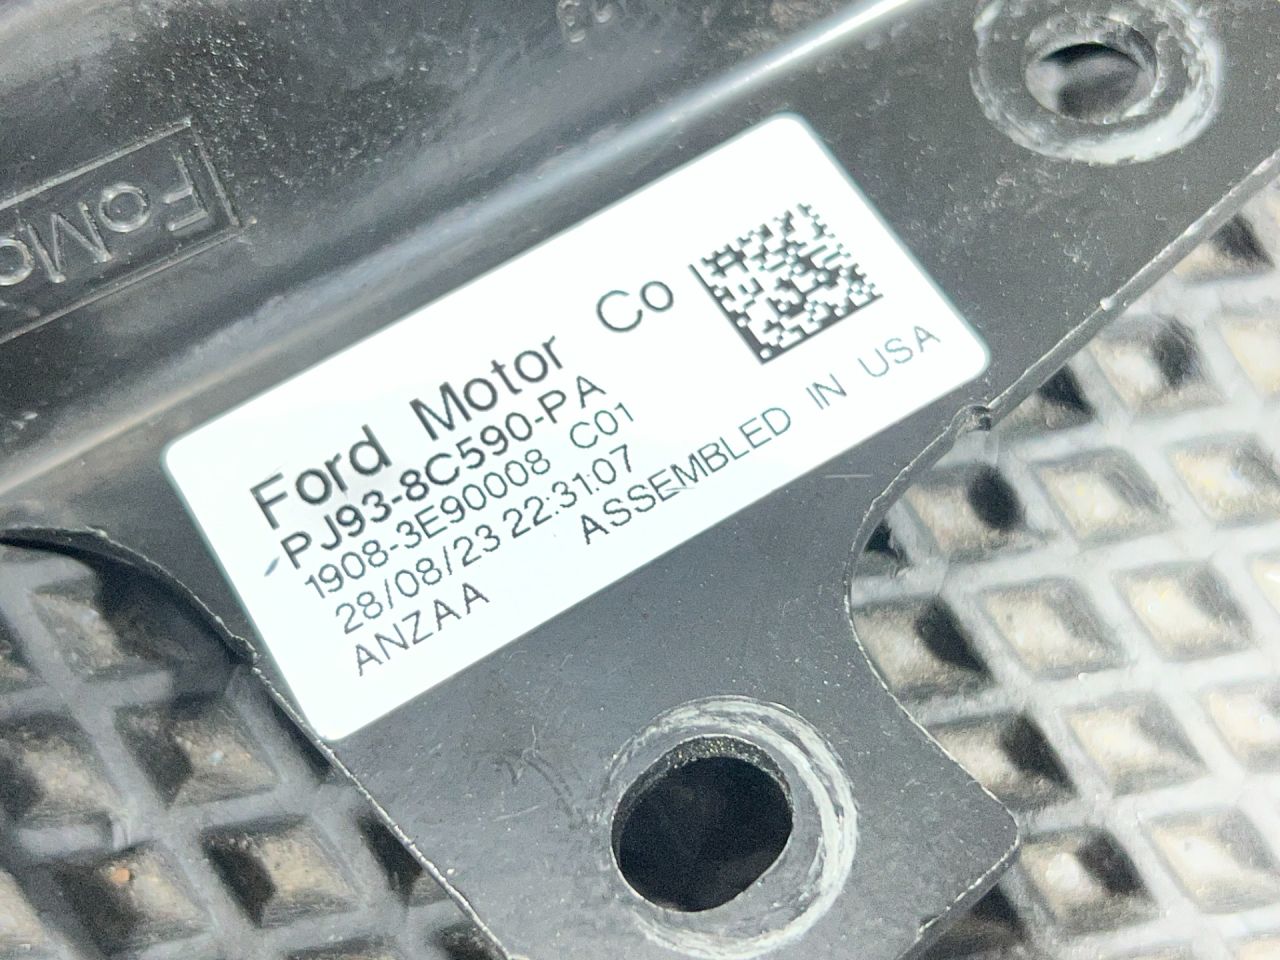 FoMo
Ford Motor Co
PJ93-8C590-PA
1908-3E90008 C01
28/08/23 22:31:07
ANZAA
ASSEMBLED IN USA